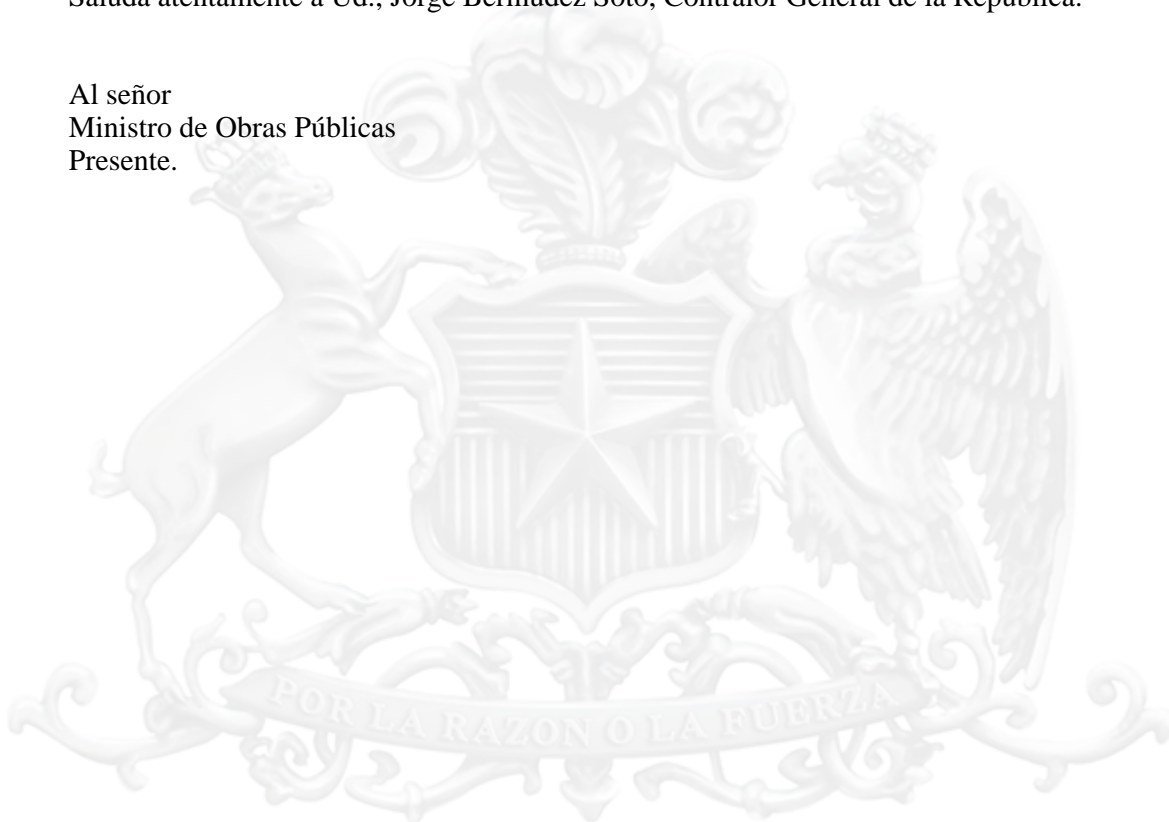 Saluda atentamente a Ud., Jorge Bermúdez Soto, Contralor General de la República.
Al señor
Ministro de Obras Públicas
Presente.
POR LA RAZON O LA FUERZA